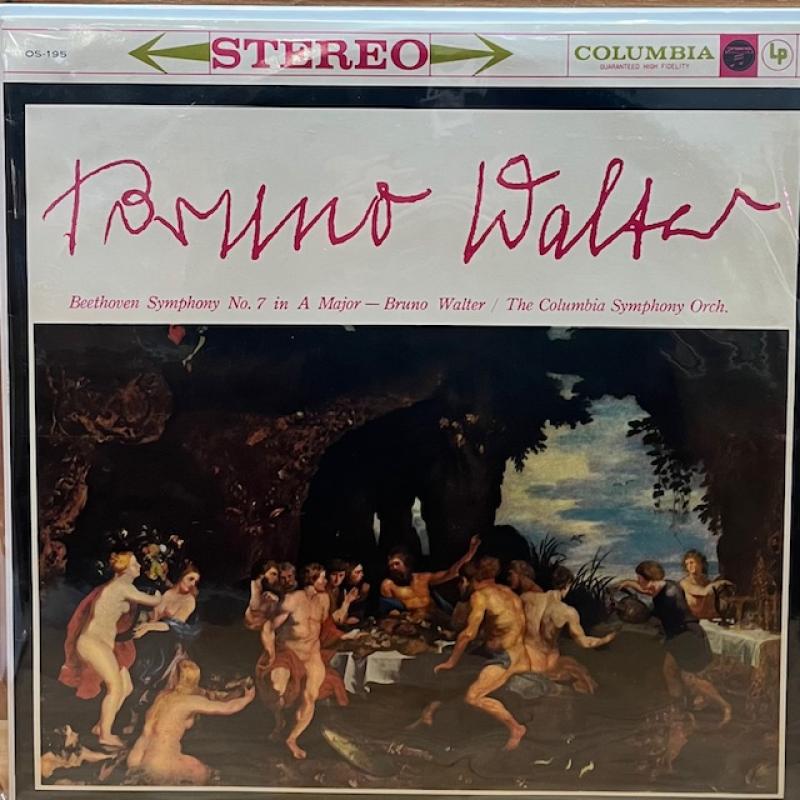 OS-195
STEREO
COLUMBIA
GUARANTEED HIGH FIDELITY
LP
Bruno Walter
Beethoven Symphony No. 7 in A Major — Bruno Walter / The Columbia Symphony Orch.